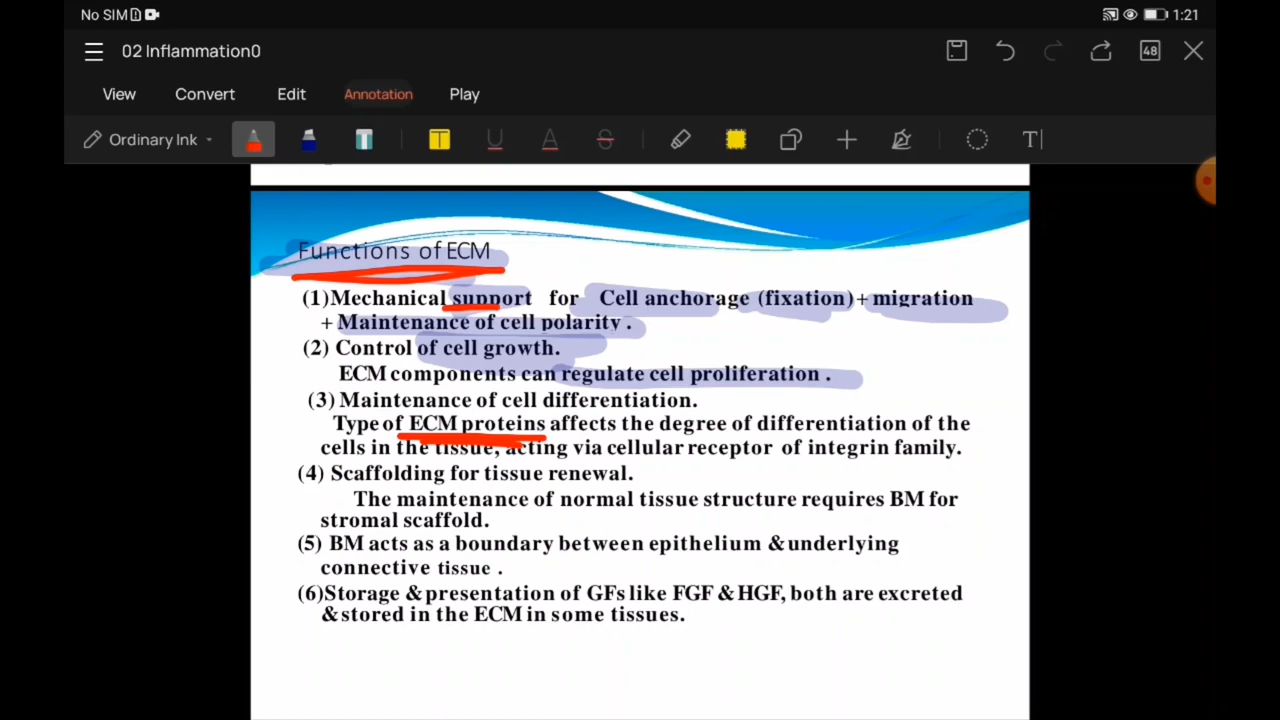 No SIM 1:21
02 Inflammation0 48
View Convert Edit Annotation Play
Ordinary Ink T T
Functions of ECM
(1)Mechanical support for Cell anchorage (fixation)+migration
+Maintenance of cell polarity .
(2) Control of cell growth.
ECM components can regulate cell proliferation .
(3) Maintenance of cell differentiation.
Type of ECM proteins affects the degree of differentiation of the
cells in the tissue, acting via cellular receptor of integrin family.
(4) Scaffolding for tissue renewal.
The maintenance of normal tissue structure requires BM for
stromal scaffold.
(5) BM acts as a boundary between epithelium & underlying
connective tissue .
(6)Storage & presentation of GFs like FGF & HGF, both are excreted
& stored in the ECM in some tissues.